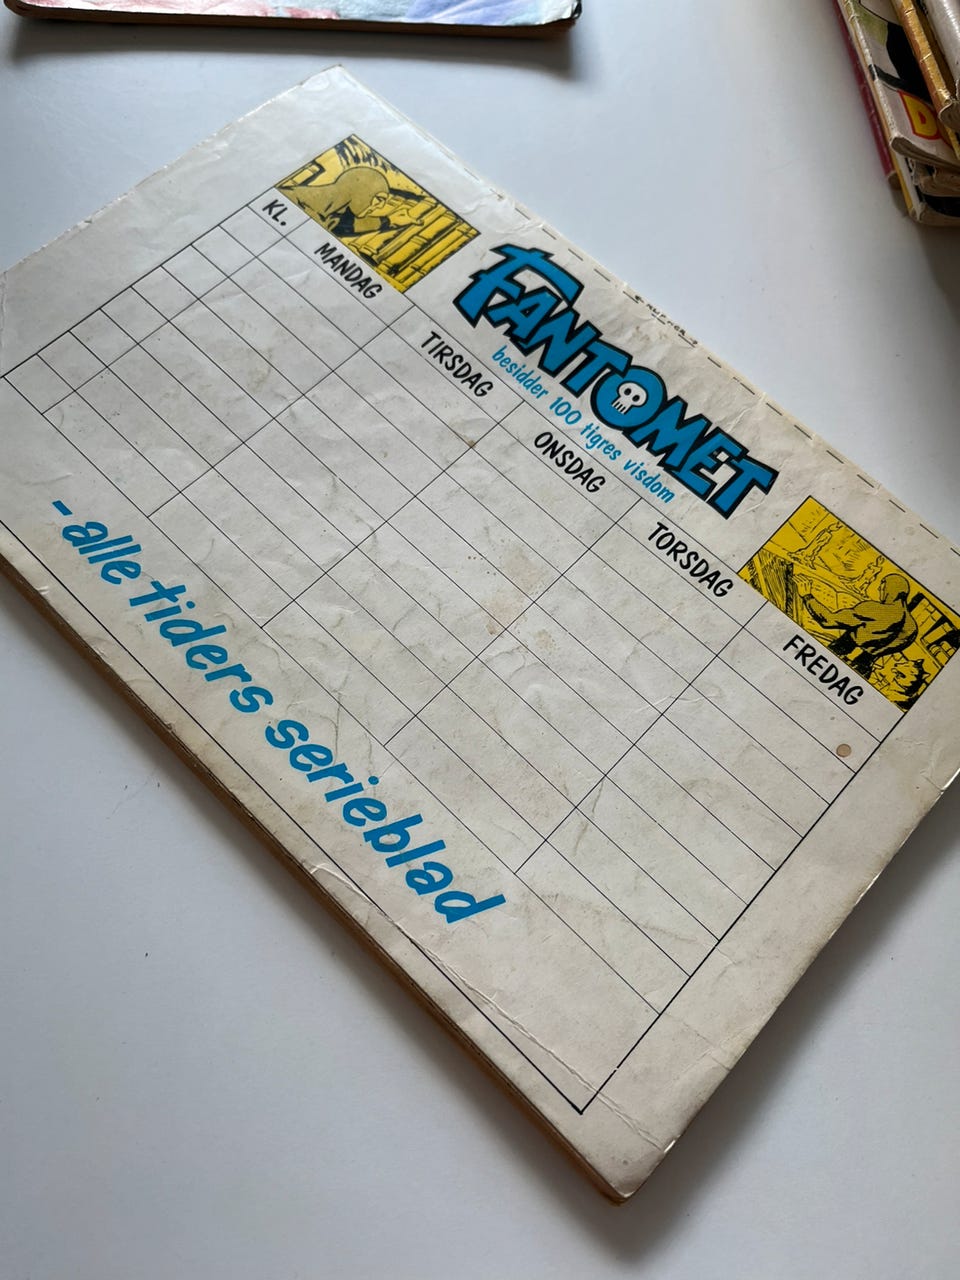 FANTOMET
besidder 100 tigres visdom
KL.
MANDAG
TIRSDAG
ONSDAG
TORSDAG
FREDAG
-alle tiders serieblad